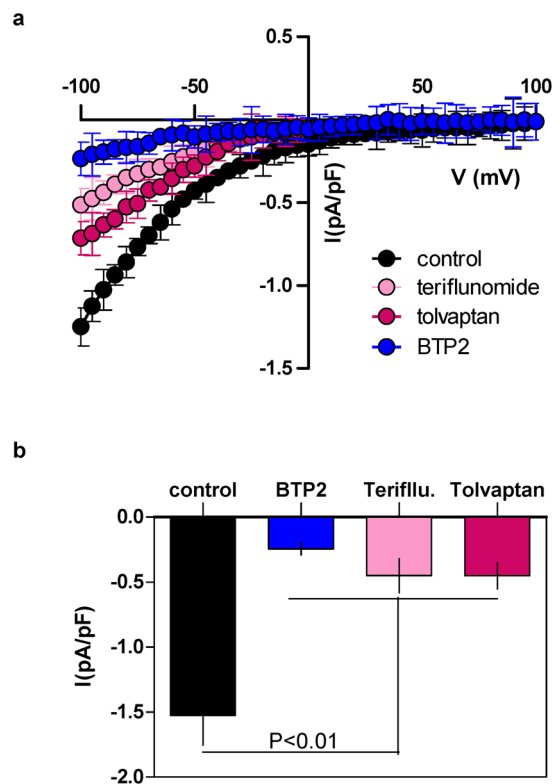 a
0.5
-100 -50 50 100
V (mV)
-0.5
I(pA/pF)
control
-1.0
teriflunomide
tolvaptan
BTP2
-1.5
b
control BTP2 Terifllu. Tolvaptan
0.0
-0.5
I(pA/pF)
-1.0
-1.5
P<0.01
-2.0